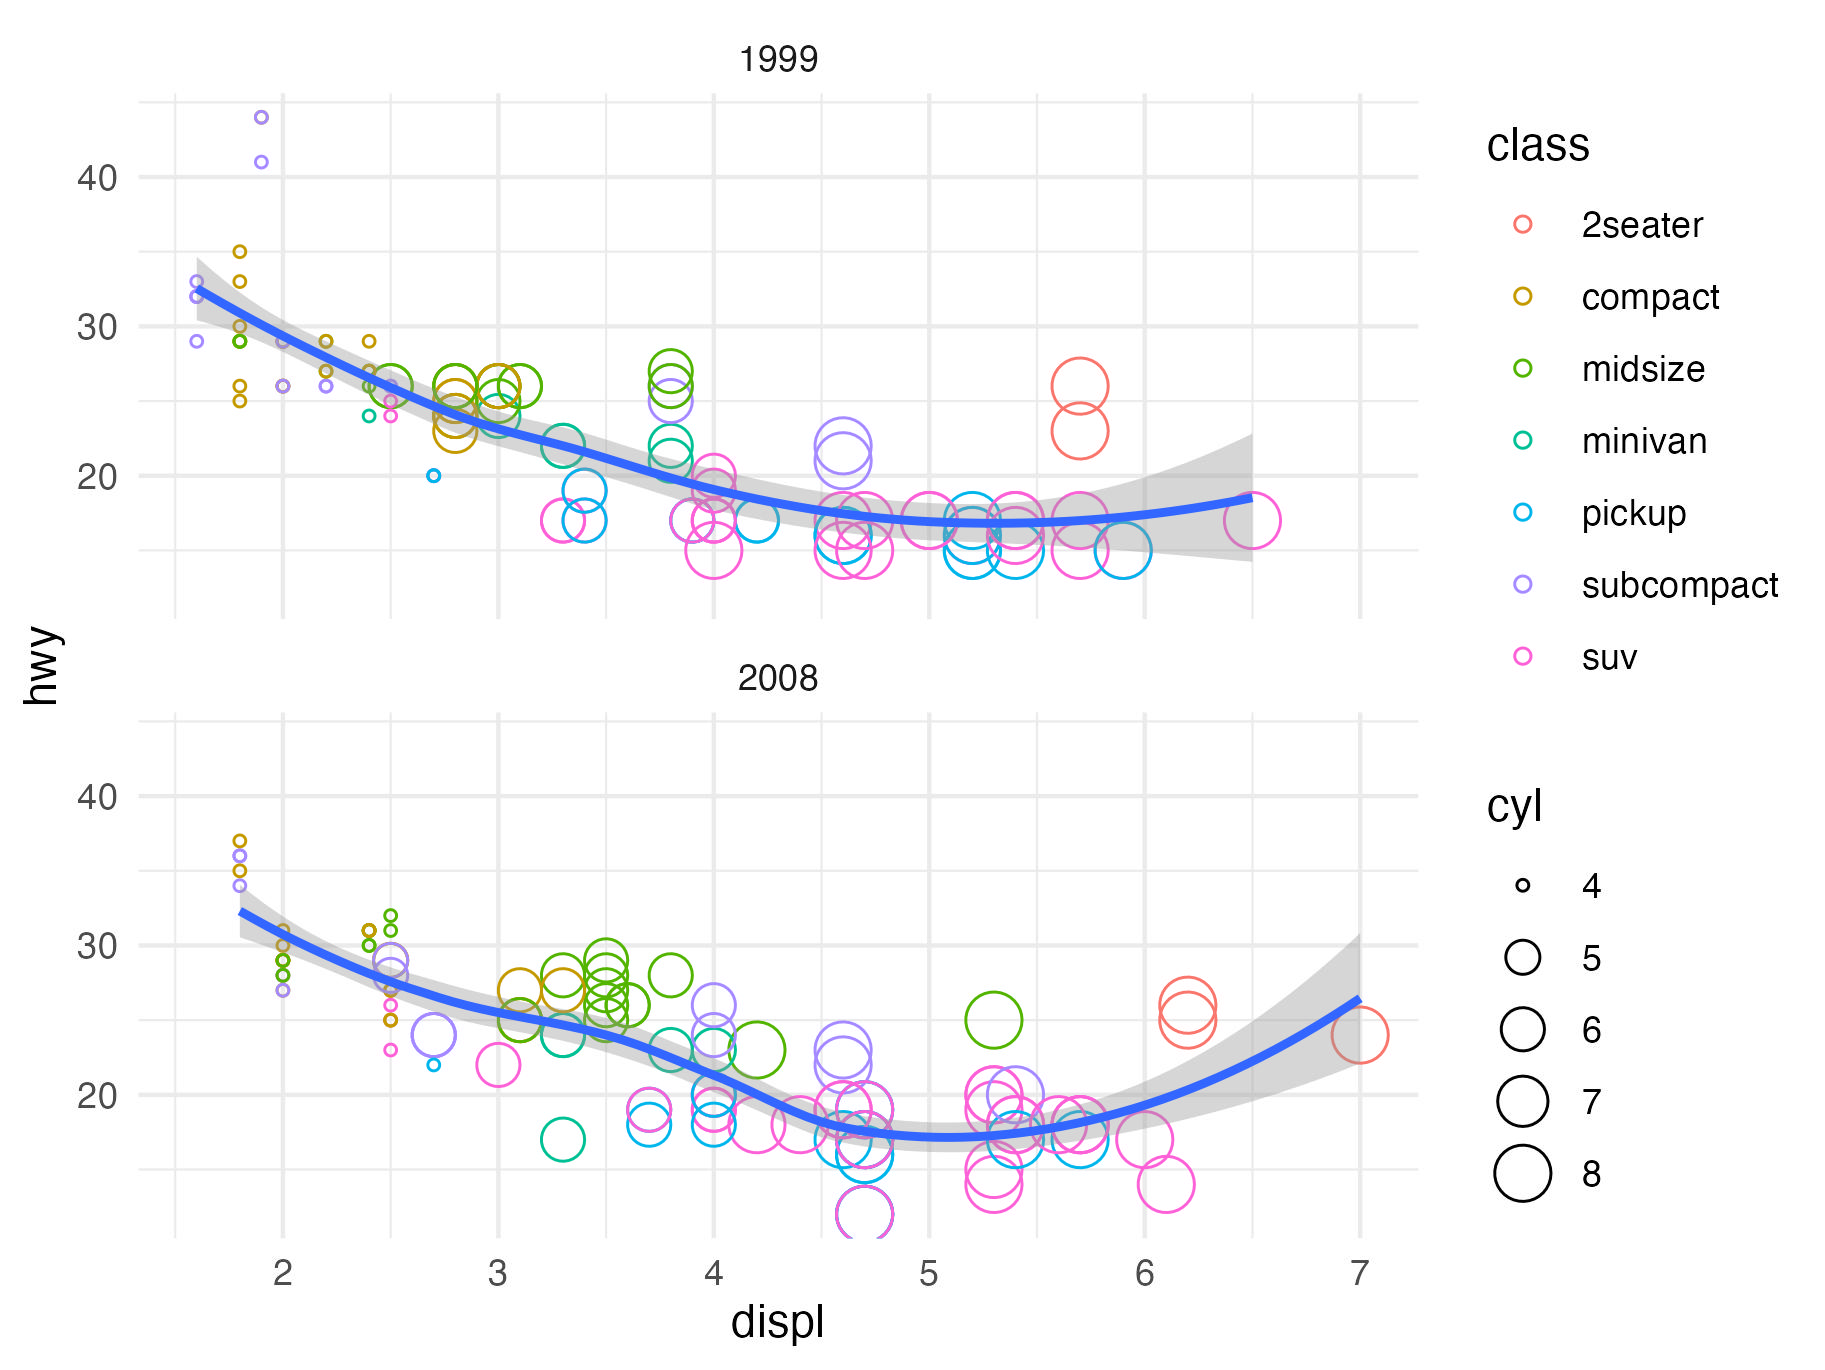 1999
40
30
20
hwy
2008
40
30
20
2 3 4 5 6 7
displ
class
2seater
compact
midsize
minivan
pickup
subcompact
suv
cyl
4
5
6
7
8